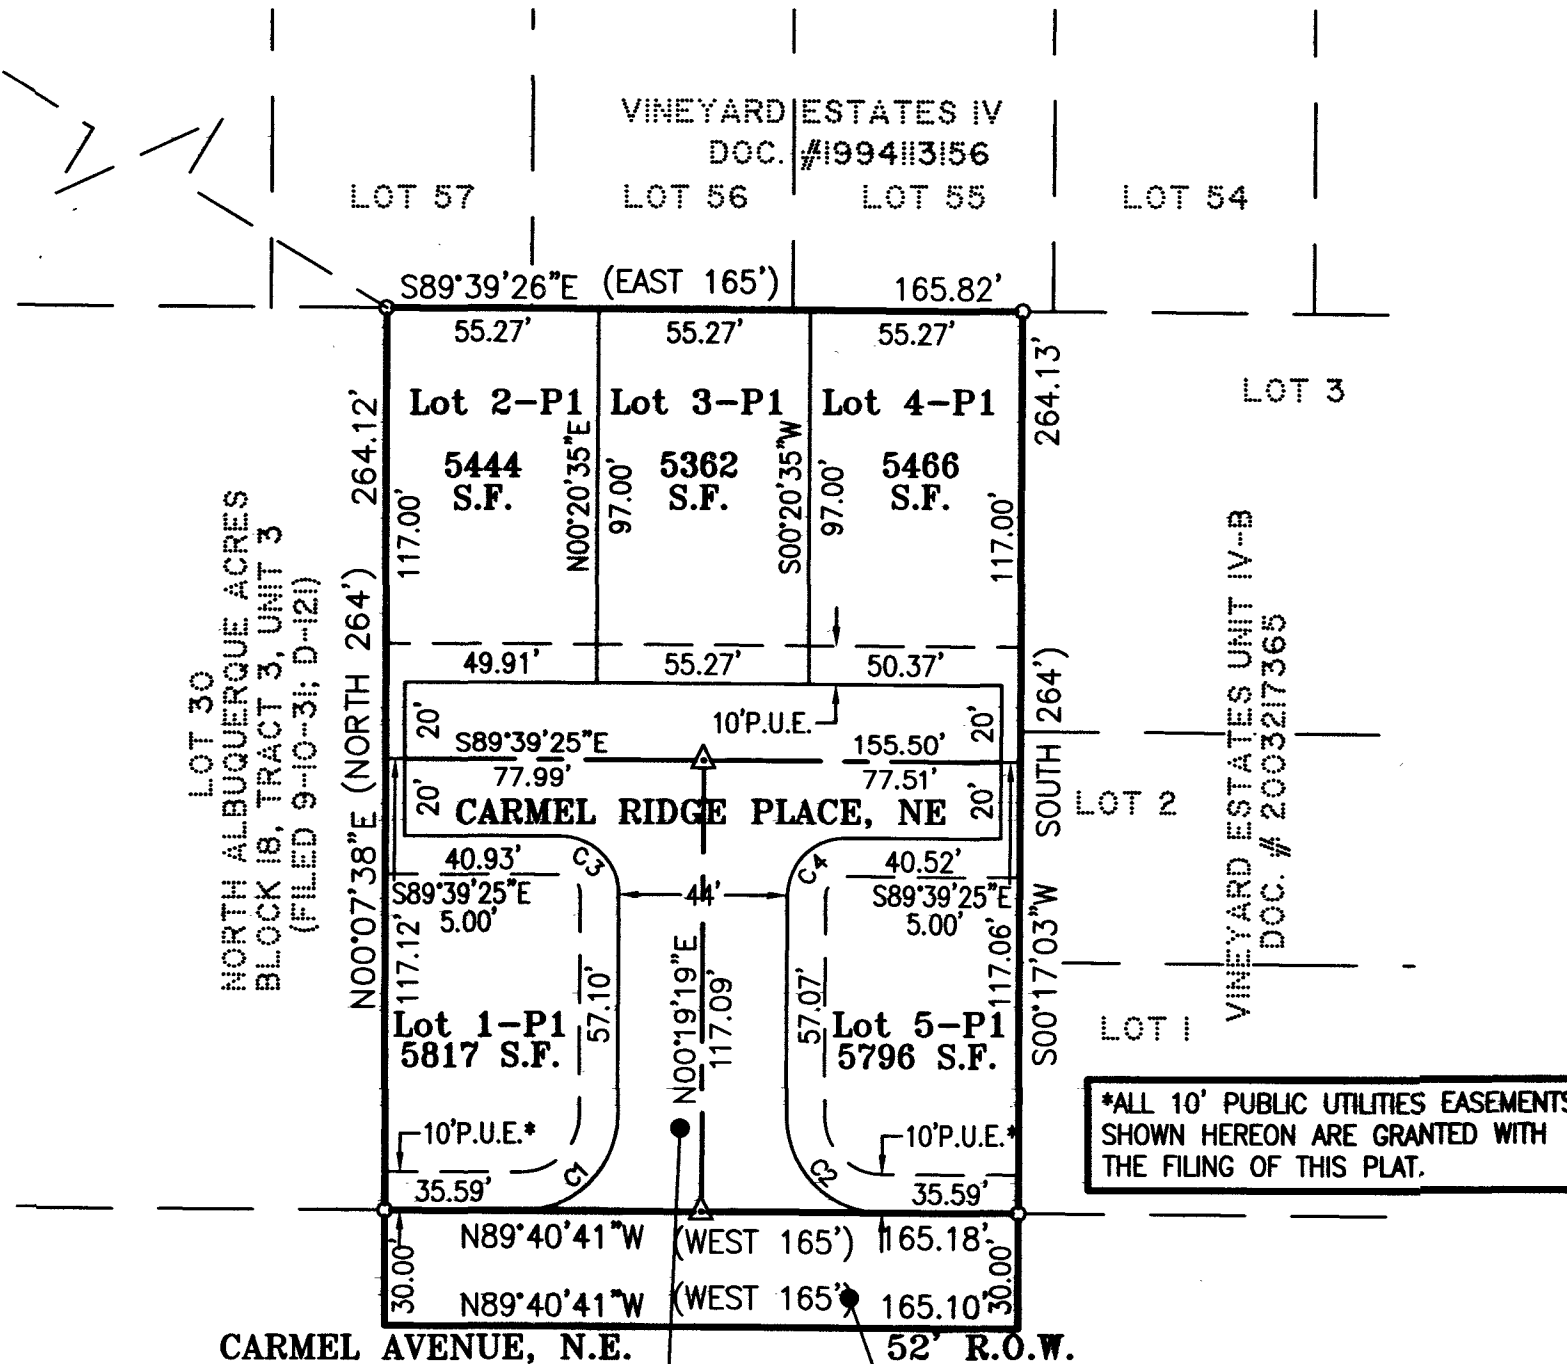 VINEYARD ESTATES IV
DOC. #1994113156
LOT 57
LOT 56
LOT 55
LOT 54
S89°39'26"E (EAST 165') 165.82'
55.27'
55.27'
55.27'
Lot 2-P1
5444
S.F.
Lot 3-P1
5362
S.F.
Lot 4-P1
5466
S.F.
N00°20'35"E
97.00'
S00°20'35"W
97.00'
117.00'
117.00'
264.12'
264.13'
N00°07'38"E (NORTH 264')
S00°17'03"W SOUTH 264')
LOT 30
NORTH ALBUQUERQUE ACRES
BLOCK 18, TRACT 3, UNIT 3
(FILED 9-10-31; D-121)
LOT 3
LOT 2
LOT 1
VINEYARD ESTATES UNIT IV-B
DOC. # 2003217365
49.91'
55.27'
50.37'
10'P.U.E.
20'
20'
S89°39'25"E 155.50'
77.99'
77.51'
20'
20'
CARMEL RIDGE PLACE, NE
40.93'
C3
C4
40.52'
S89°39'25"E
5.00'
44'
S89°39'25"E
5.00'
117.12'
57.10'
N00°19'19"E
117.09'
57.07'
117.06'
Lot 1-P1
5817 S.F.
Lot 5-P1
5796 S.F.
*ALL 10' PUBLIC UTILITIES EASEMENTS
SHOWN HEREON ARE GRANTED WITH
THE FILING OF THIS PLAT.
10'P.U.E.*
10'P.U.E.*
35.59'
C1
C2
35.59'
N89°40'41"W (WEST 165') 165.18'
30.00'
30.00'
N89°40'41"W (WEST 165') 165.10'
CARMEL AVENUE, N.E. 52' R.O.W.